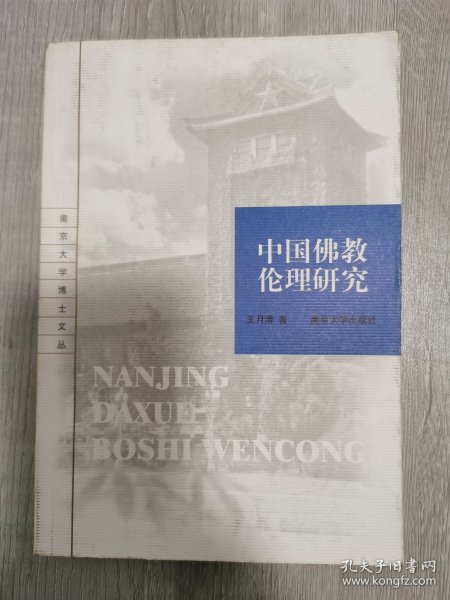 南京大学博士文丛
中国佛教
伦理研究
王月清 著 南京大学出版社
NANJING
DAXUE
BOSHI WENCONG
孔夫子旧书网
www.kongfz.com